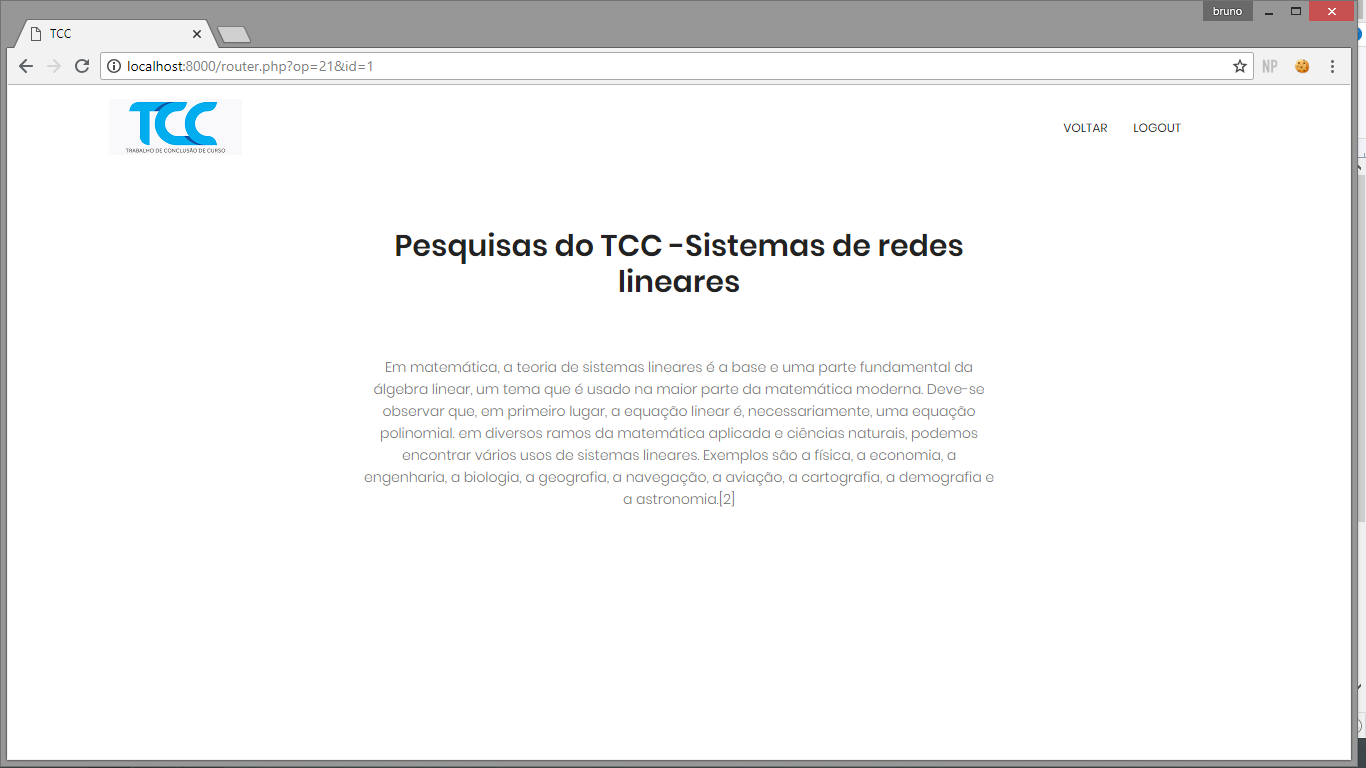 bruno
TCC
localhost:8000/router.php?op=21&id=1
NP
TCC
TRABALHO DE CONCLUSÃO DE CURSO
VOLTAR LOGOUT
Pesquisas do TCC -Sistemas de redes
lineares
Em matemática, a teoria de sistemas lineares é a base e uma parte fundamental da
álgebra linear, um tema que é usado na maior parte da matemática moderna. Deve-se
observar que, em primeiro lugar, a equação linear é, necessariamente, uma equação
polinomial. em diversos ramos da matemática aplicada e ciências naturais, podemos
encontrar vários usos de sistemas lineares. Exemplos são a física, a economia, a
engenharia, a biologia, a geografia, a navegação, a aviação, a cartografia, a demografia e
a astronomia.[2]